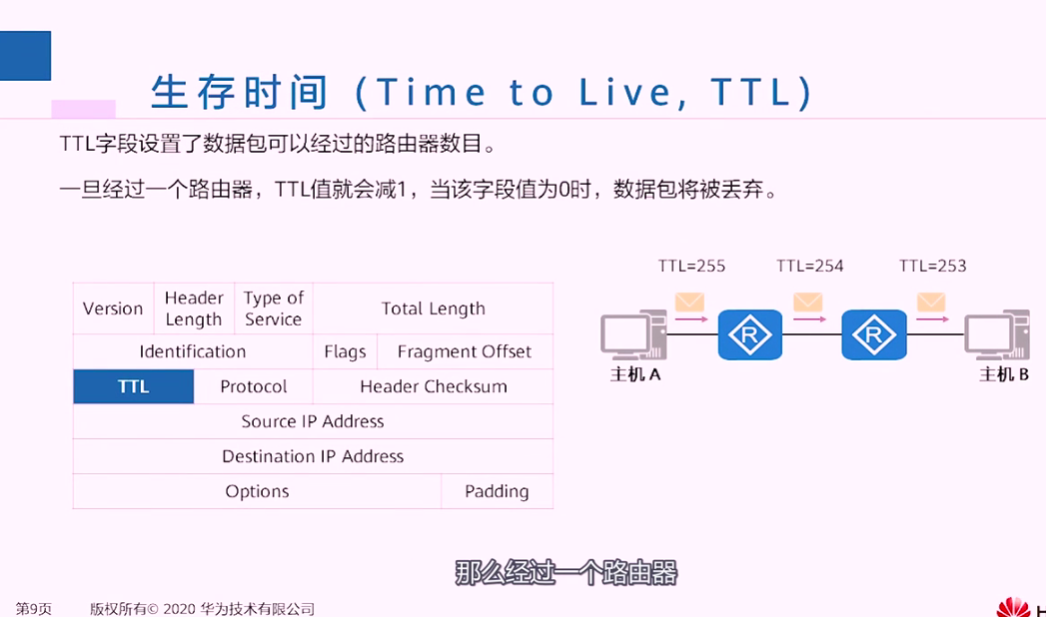 生存时间 (Time to Live, TTL)
TTL字段设置了数据包可以经过的路由器数目。
一旦经过一个路由器，TTL值就会减1，当该字段值为0时，数据包将被丢弃。
TTL=255 TTL=254 TTL=253
Version Header Length Type of Service Total Length
Identification Flags Fragment Offset
TTL Protocol Header Checksum
Source IP Address
Destination IP Address
Options Padding
R R
主机 A 主机 B
那么经过一个路由器
第9页 版权所有© 2020 华为技术有限公司
H